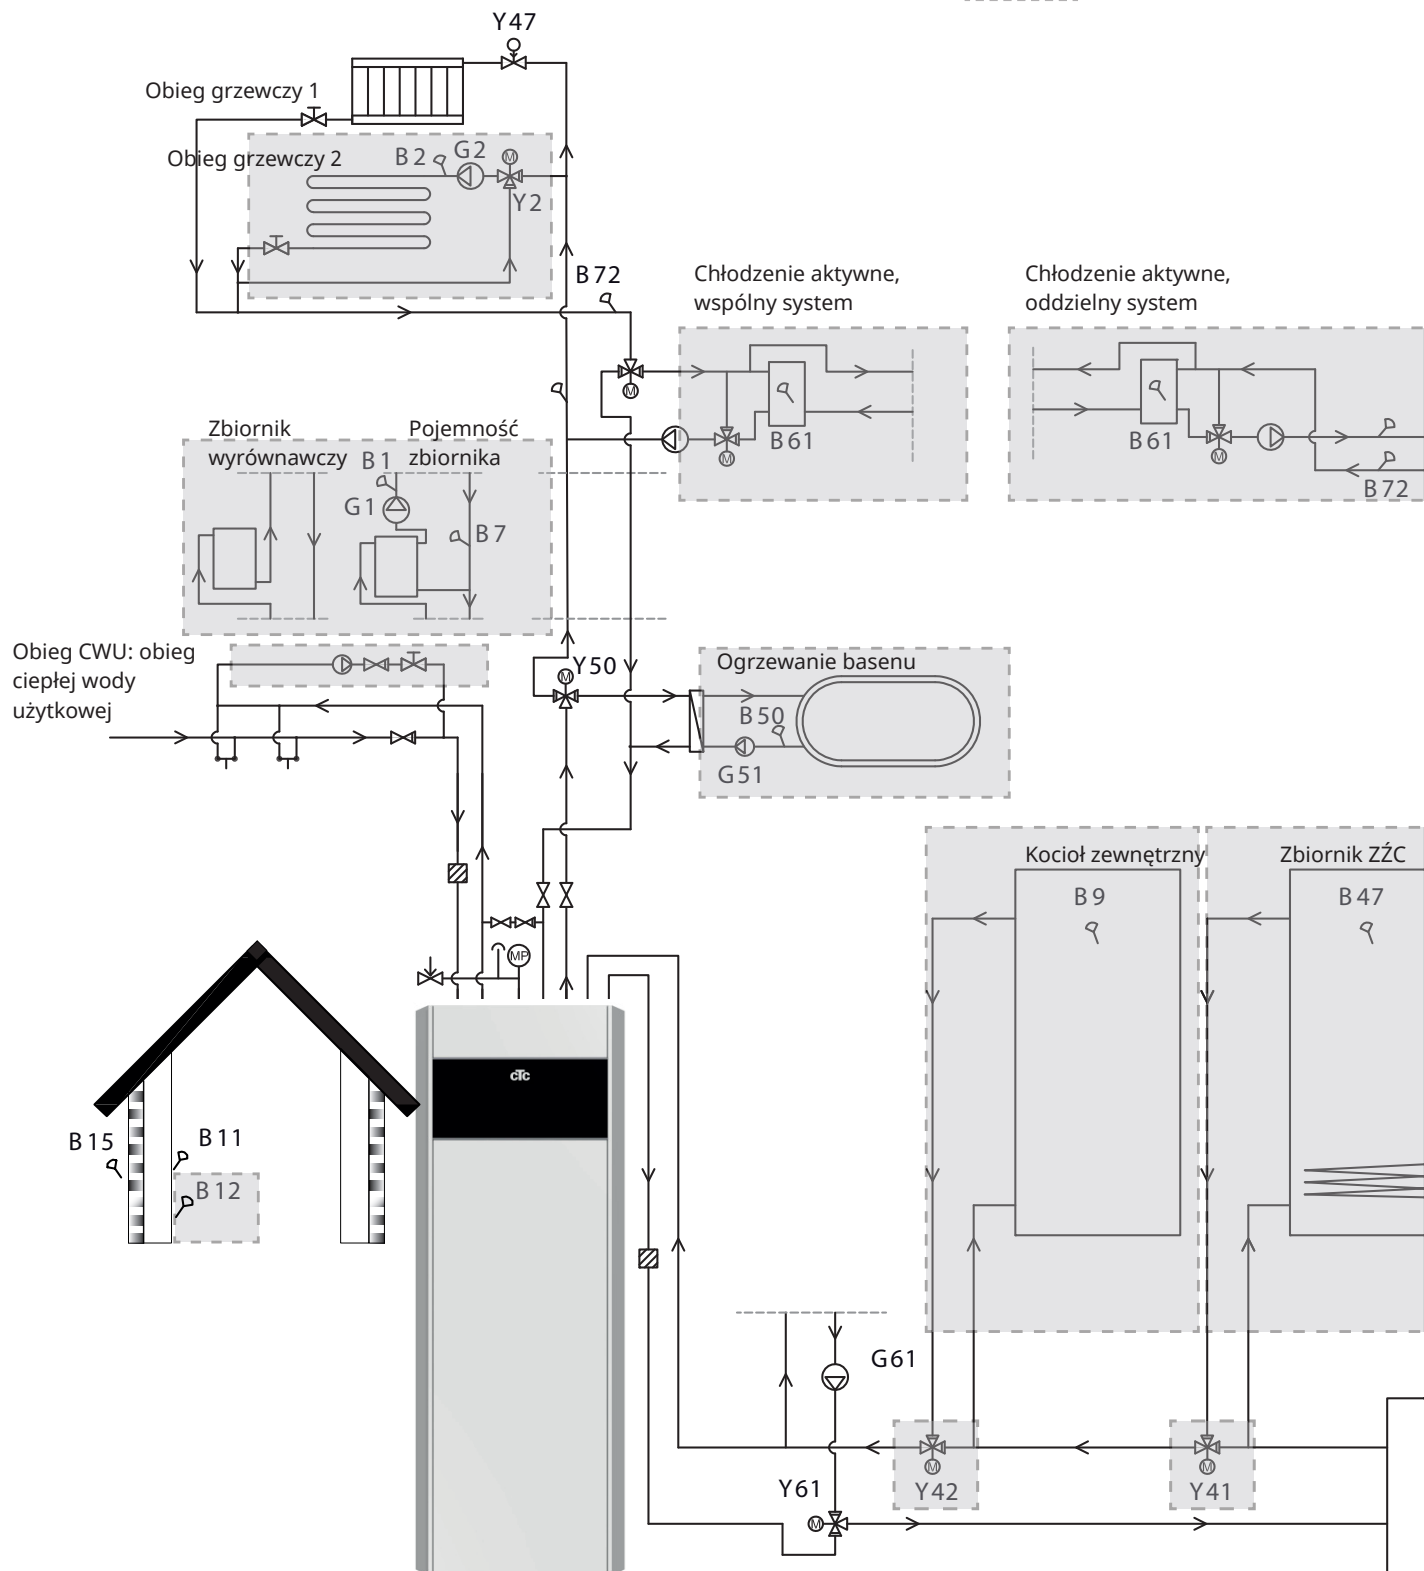 Y47
Obieg grzewczy 1
Obieg grzewczy 2
B2
G2
M
Y2
B72
Chłodzenie aktywne,
wspólny system
Chłodzenie aktywne,
oddzielny system
M
B61
M
B61
M
B72
Zbiornik
wyrównawczy
Pojemność
zbiornika
B1
G1
B7
Obieg CWU: obieg
ciepłej wody
użytkowej
Y50
M
Ogrzewanie basenu
B50
G51
Kocioł zewnętrzny
B9
Zbiornik ZŹC
B47
MP
cTc
B15
B11
B12
G61
Y61
M
M
Y42
M
Y41